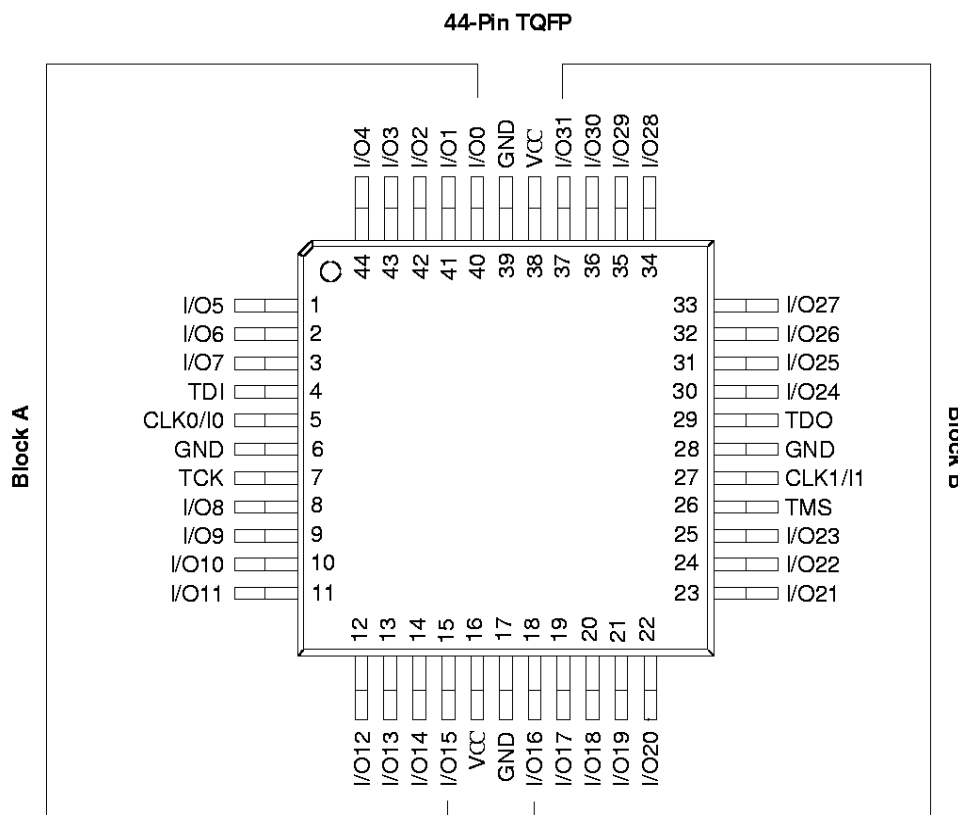 44-Pin TQFP
I/O4
I/O3
I/O2
I/O1
I/O0
GND
VCC
I/O31
I/O30
I/O29
I/O28
44
43
42
41
40
39
38
37
36
35
34
I/O5 1
I/O6 2
I/O7 3
TDI 4
CLK0/I0 5
GND 6
TCK 7
I/O8 8
I/O9 9
I/O10 10
I/O11 11
33 I/O27
32 I/O26
31 I/O25
30 I/O24
29 TDO
28 GND
27 CLK1/I1
26 TMS
25 I/O23
24 I/O22
23 I/O21
Block A
Block B
12
13
14
15
16
17
18
19
20
21
22
I/O12
I/O13
I/O14
I/O15
VCC
GND
I/O16
I/O17
I/O18
I/O19
I/O20